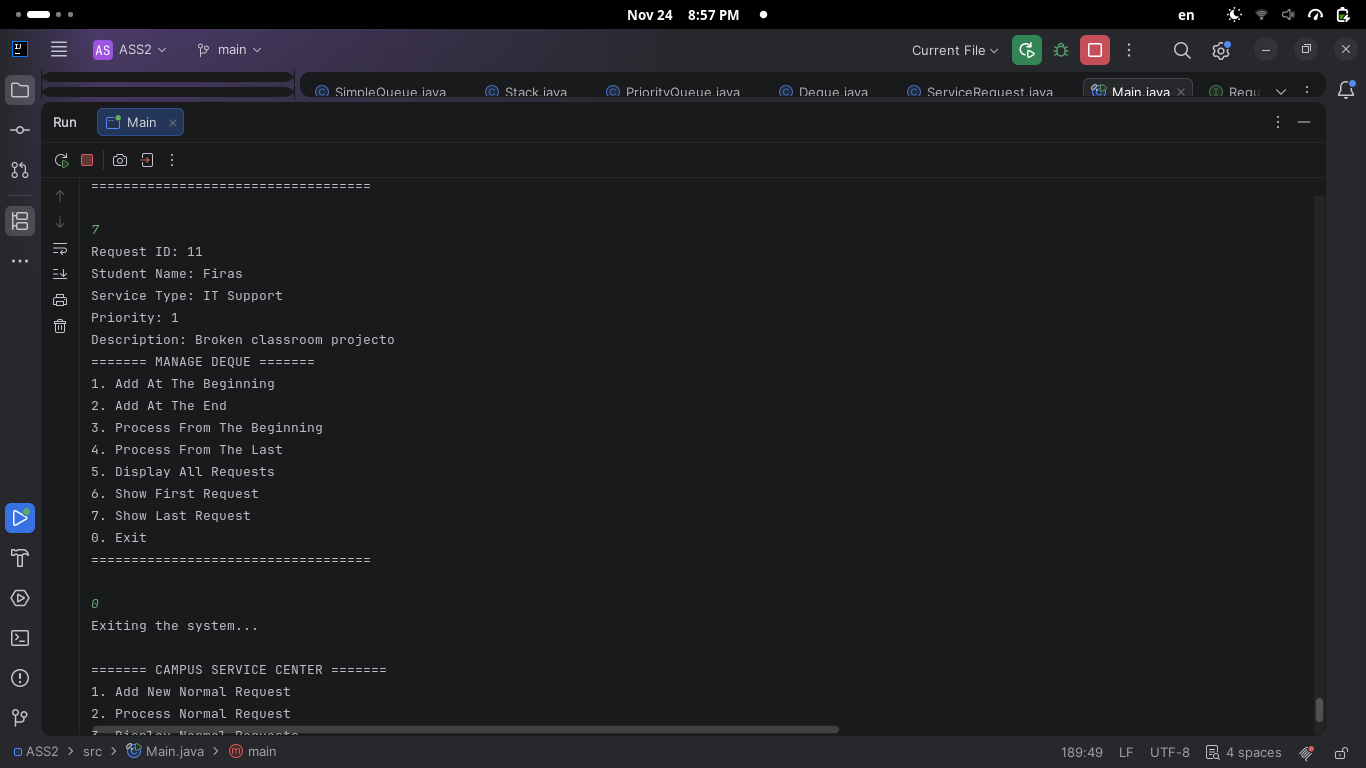 Nov 24 8:57 PM
en
AS ASS2
main
Current File
SimpleQueue.java
Stack.java
PriorityQueue.java
Deque.java
ServiceRequest.java
Main.java
Requ
Run
Main
===================================
7
Request ID: 11
Student Name: Firas
Service Type: IT Support
Priority: 1
Description: Broken classroom projecto
======= MANAGE DEQUE =======
1. Add At The Beginning
2. Add At The End
3. Process From The Beginning
4. Process From The Last
5. Display All Requests
6. Show First Request
7. Show Last Request
0. Exit
===================================
0
Exiting the system...
======= CAMPUS SERVICE CENTER =======
1. Add New Normal Request
2. Process Normal Request
3. Display Normal Requests
ASS2 > src > Main.java > main
189:49 LF UTF-8 4 spaces